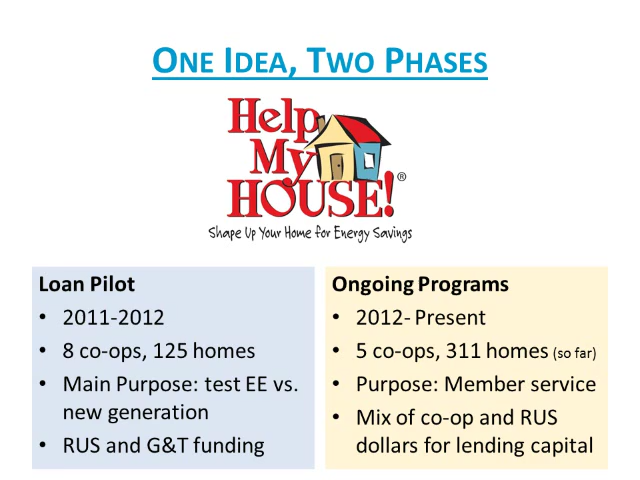 ONE IDEA, TWO PHASES
Help
My
HOUSE!®
Shape Up Your Home for Energy Savings
Loan Pilot
• 2011-2012
• 8 co-ops, 125 homes
• Main Purpose: test EE vs.
new generation
• RUS and G&T funding
Ongoing Programs
• 2012- Present
• 5 co-ops, 311 homes (so far)
• Purpose: Member service
• Mix of co-op and RUS
dollars for lending capital